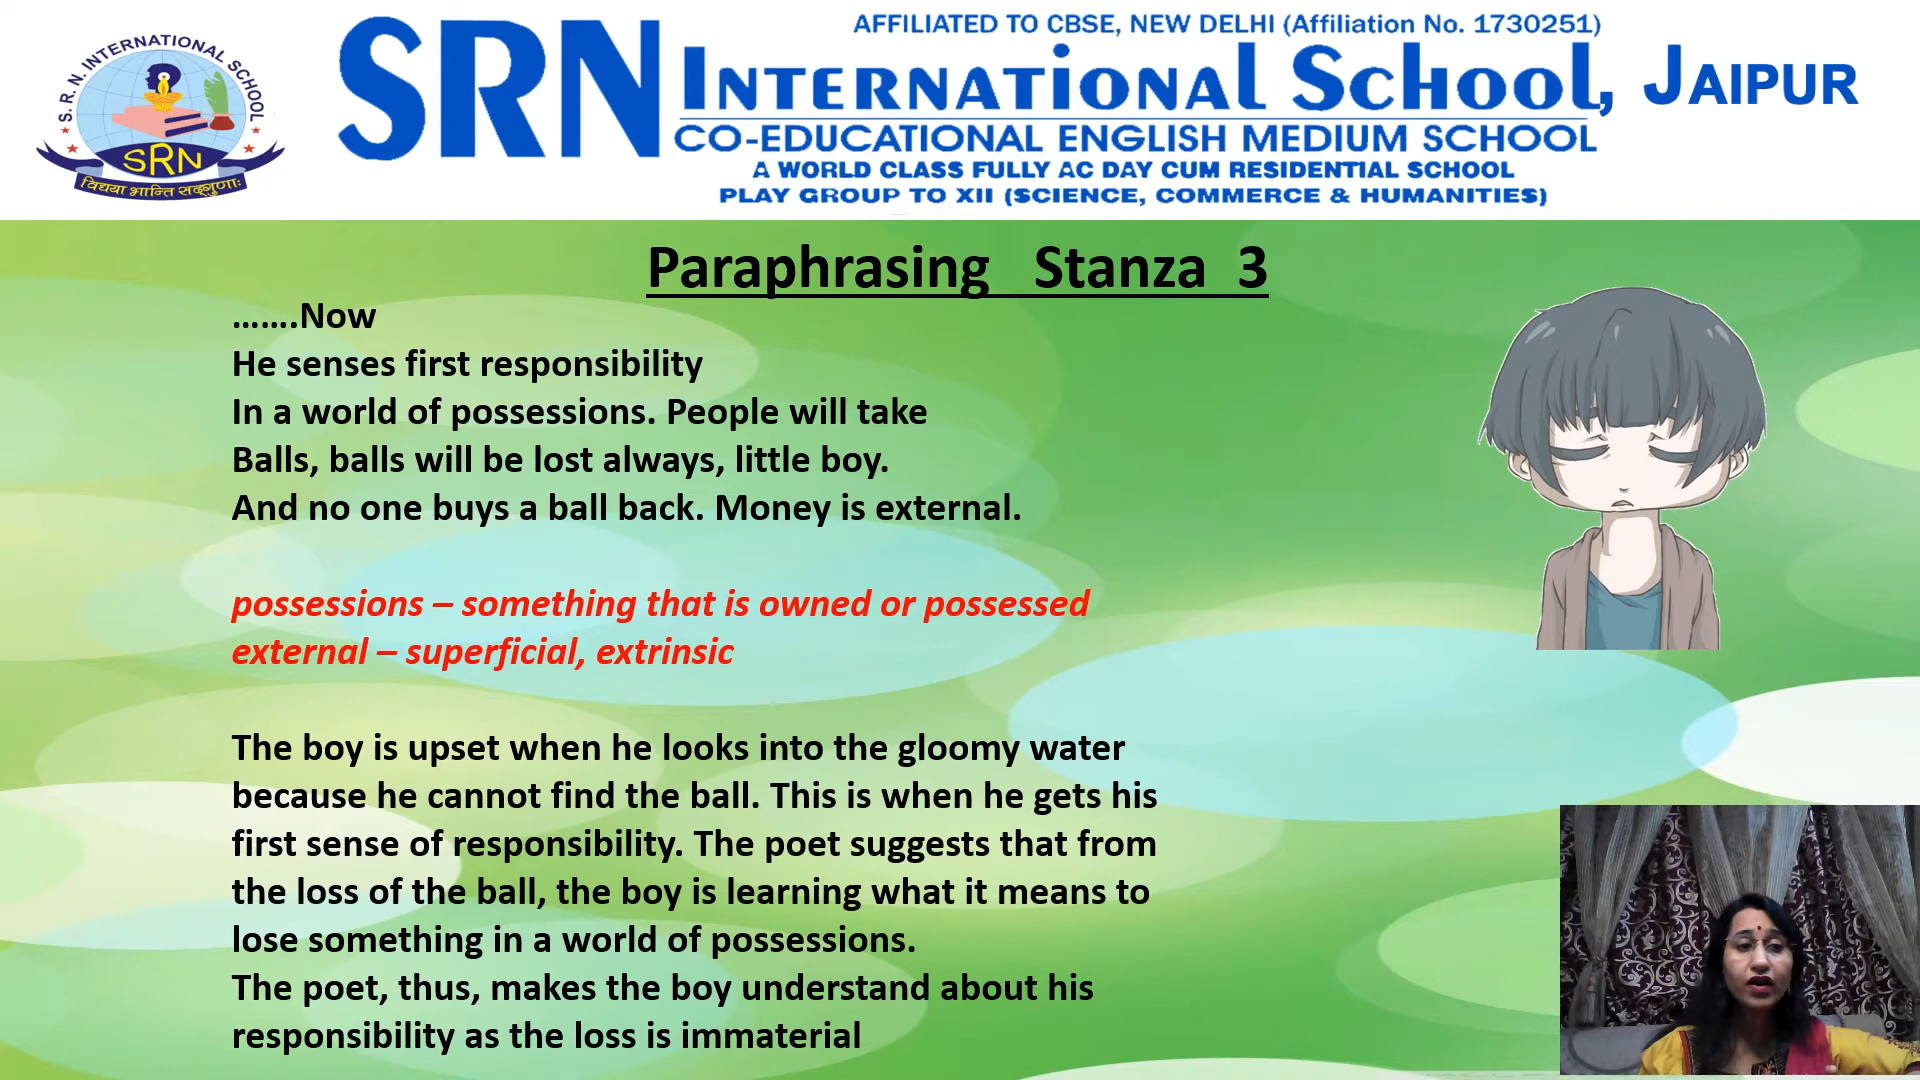 S. R. N. INTERNATIONAL SCHOOL
SRN
विद्यया भान्ति सद्गुणाः
AFFILIATED TO CBSE, NEW DELHI (Affiliation No. 1730251)
SRN INTERNATIONAL SCHOOL, JAIPUR
CO-EDUCATIONAL ENGLISH MEDIUM SCHOOL
A WORLD CLASS FULLY AC DAY CUM RESIDENTIAL SCHOOL
PLAY GROUP TO XII (SCIENCE, COMMERCE & HUMANITIES)
Paraphrasing Stanza 3
…….Now
He senses first responsibility
In a world of possessions. People will take
Balls, balls will be lost always, little boy.
And no one buys a ball back. Money is external.
possessions – something that is owned or possessed
external – superficial, extrinsic
The boy is upset when he looks into the gloomy water
because he cannot find the ball. This is when he gets his
first sense of responsibility. The poet suggests that from
the loss of the ball, the boy is learning what it means to
lose something in a world of possessions.
The poet, thus, makes the boy understand about his
responsibility as the loss is immaterial